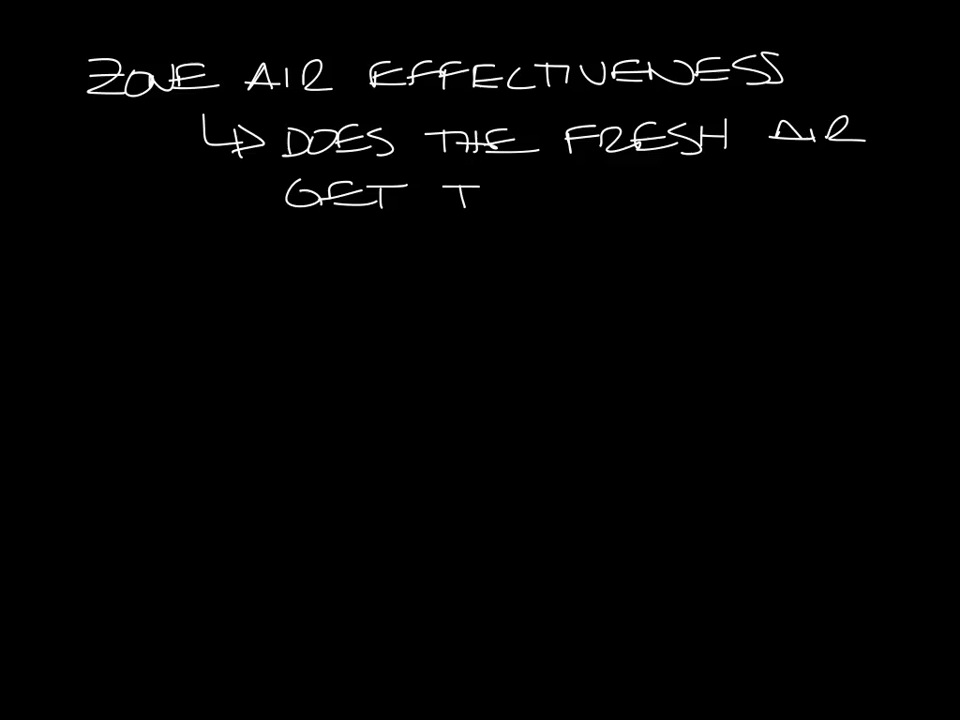 ZONE AIR EFFECTIVENESS
↳ DOES THE FRESH AIR
GET T